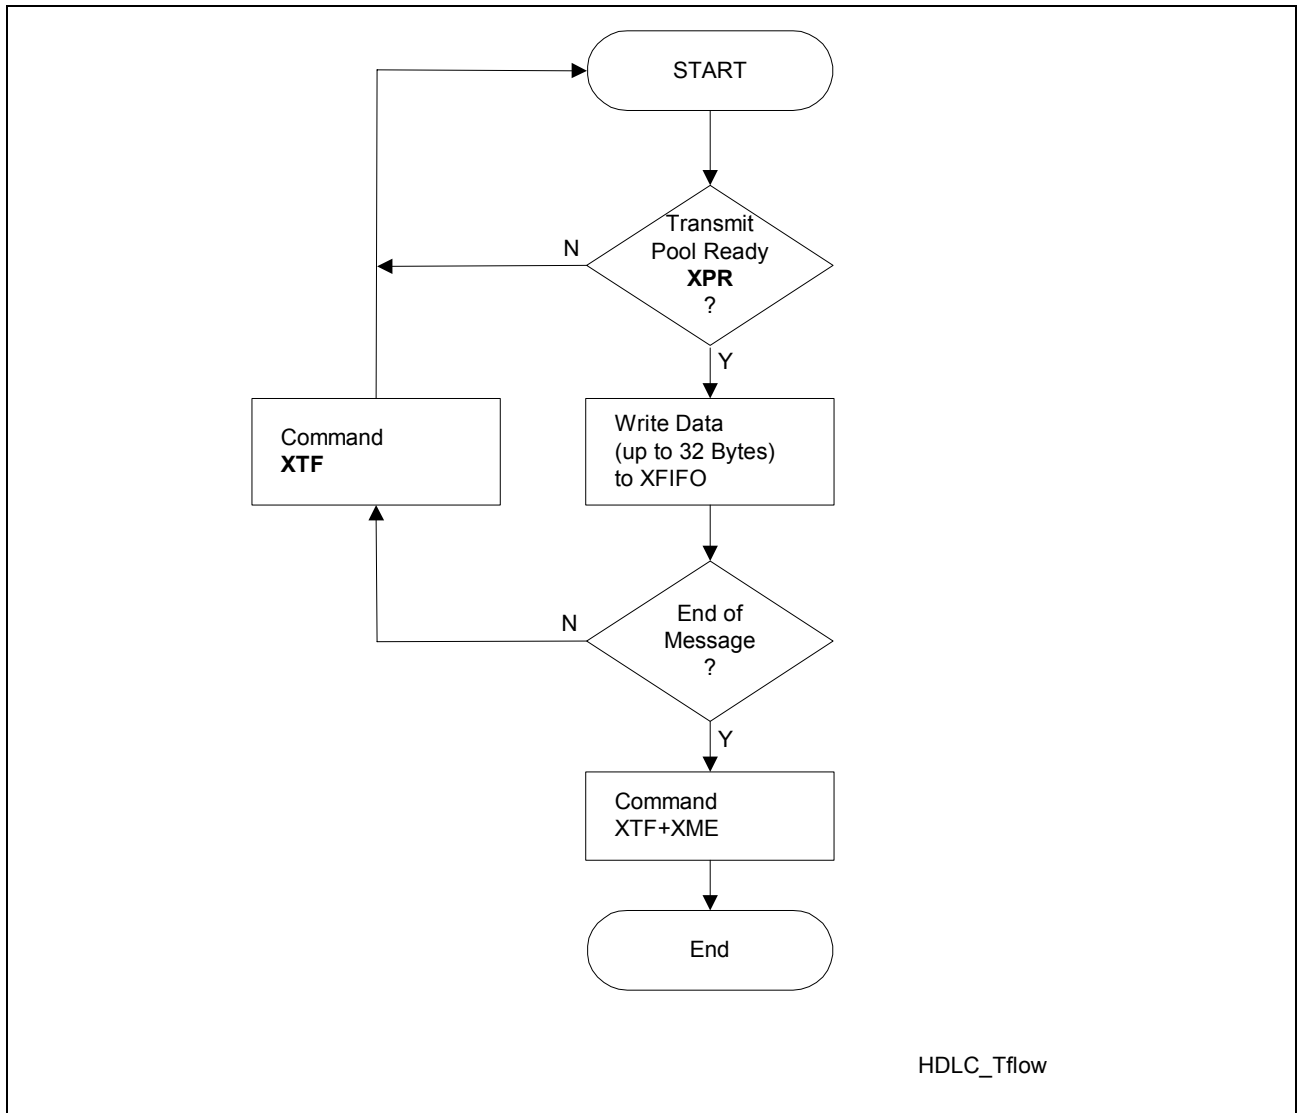 START
Transmit
Pool Ready
XPR
?
N
Y
Command
XTF
Write Data
(up to 32 Bytes)
to XFIFO
End of
Message
?
N
Y
Command
XTF+XME
End
HDLC_Tflow